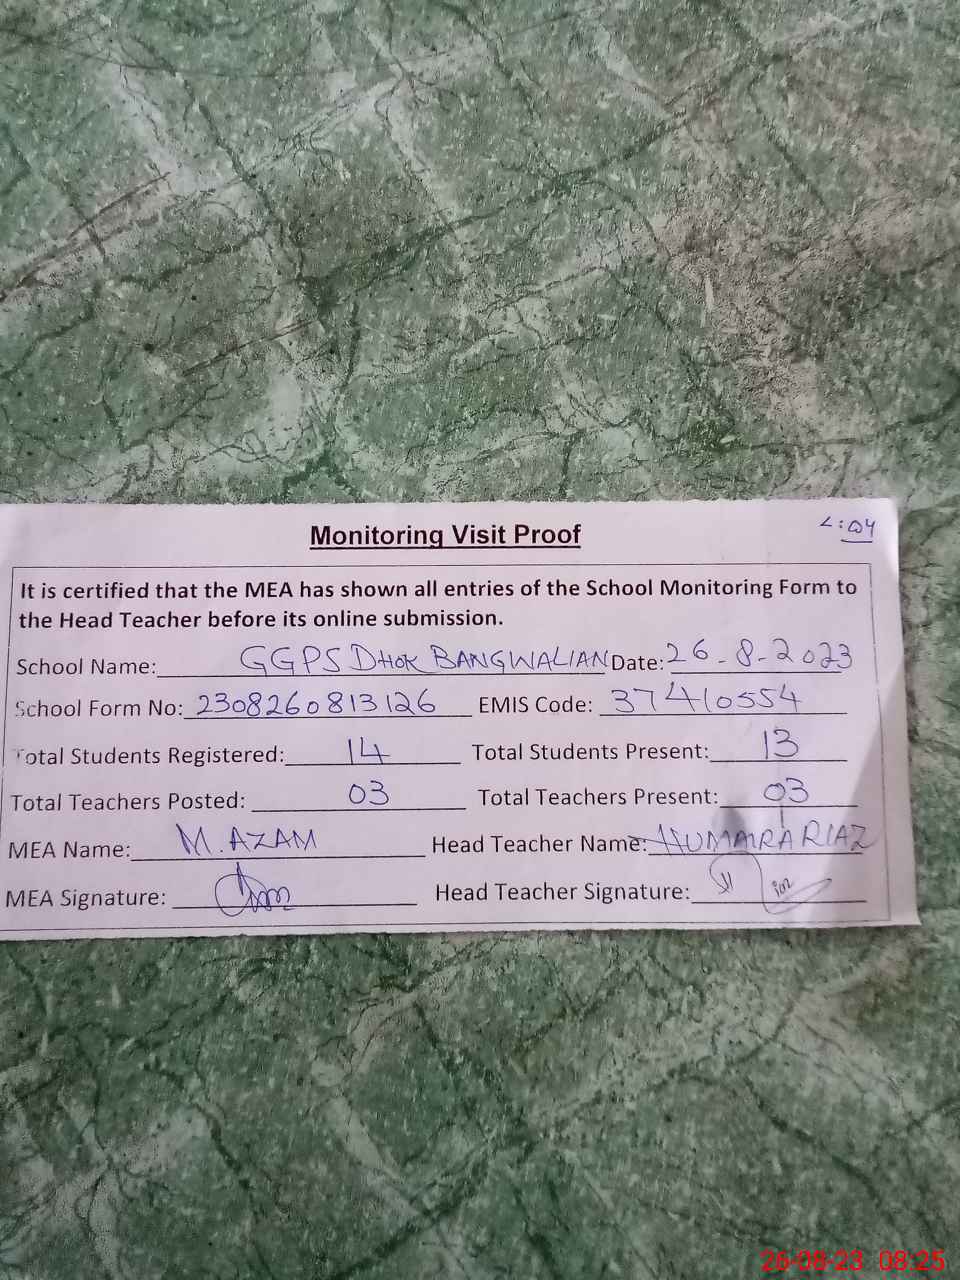 Monitoring Visit Proof
It is certified that the MEA has shown all entries of the School Monitoring Form to
the Head Teacher before its online submission.
School Name: GGPS DHOK BANGWALIAN Date: 26-8-2023
School Form No: 2308260813126 EMIS Code: 37410554
Total Students Registered: 14 Total Students Present: 13
Total Teachers Posted: 03 Total Teachers Present: 03
MEA Name: M.AZAM Head Teacher Name: HUMAIRA RIAZ
MEA Signature: Head Teacher Signature:
26-08-23 08:25